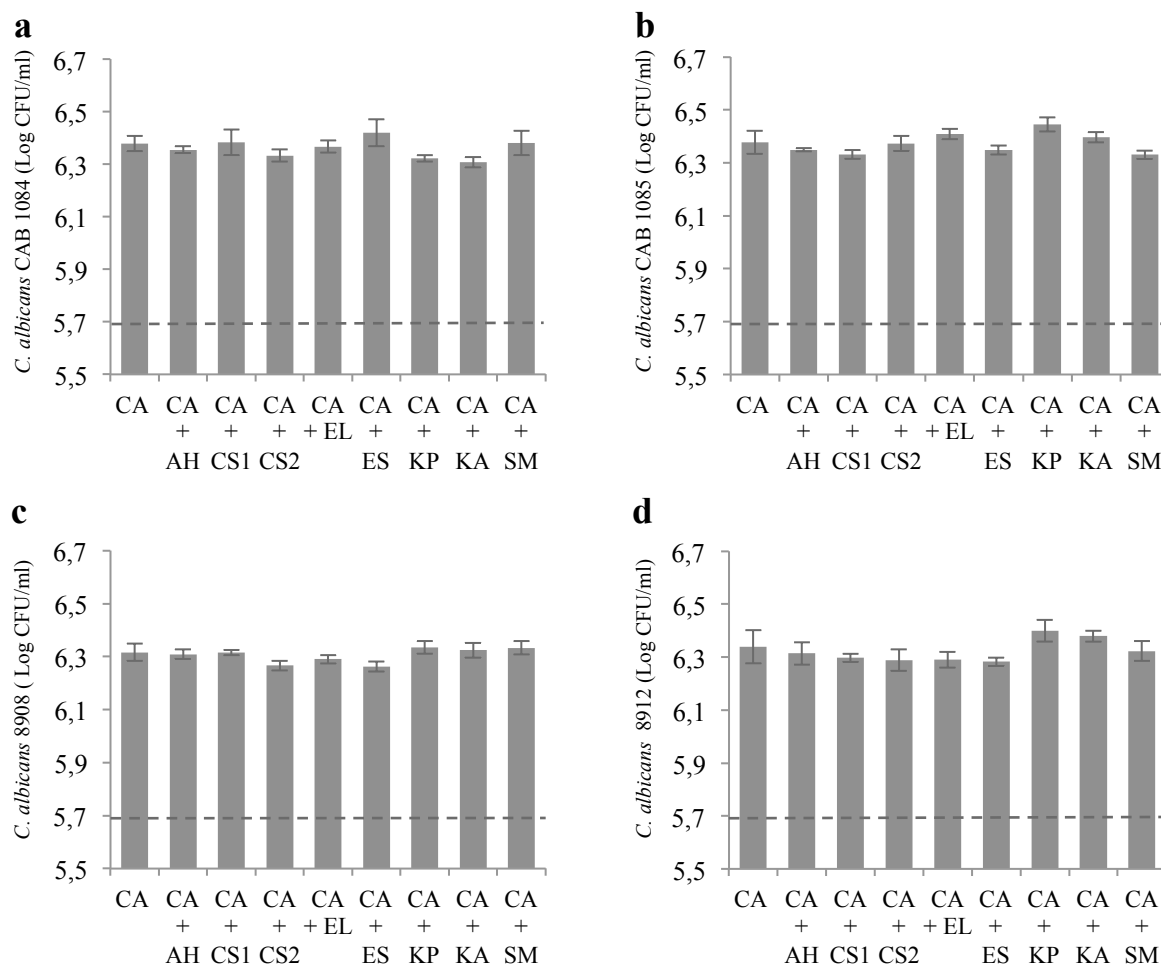 a
C. albicans CAB 1084 (Log CFU/ml)
6,7
6,5
6,3
6,1
5,9
5,7
5,5
CA CA CA CA CA CA CA CA CA
+ + + + EL + + + +
AH CS1 CS2 ES KP KA SM
b
C. albicans CAB 1085 (Log CFU/ml)
6,7
6,5
6,3
6,1
5,9
5,7
5,5
CA CA CA CA CA CA CA CA CA
+ + + + EL + + + +
AH CS1 CS2 ES KP KA SM
c
C. albicans 8908 ( Log CFU/ml)
6,7
6,5
6,3
6,1
5,9
5,7
5,5
CA CA CA CA CA CA CA CA CA
+ + + + EL + + + +
AH CS1 CS2 ES KP KA SM
d
C. albicans 8912 (Log CFU/ml)
6,7
6,5
6,3
6,1
5,9
5,7
5,5
CA CA CA CA CA CA CA CA CA
+ + + + EL + + + +
AH CS1 CS2 ES KP KA SM